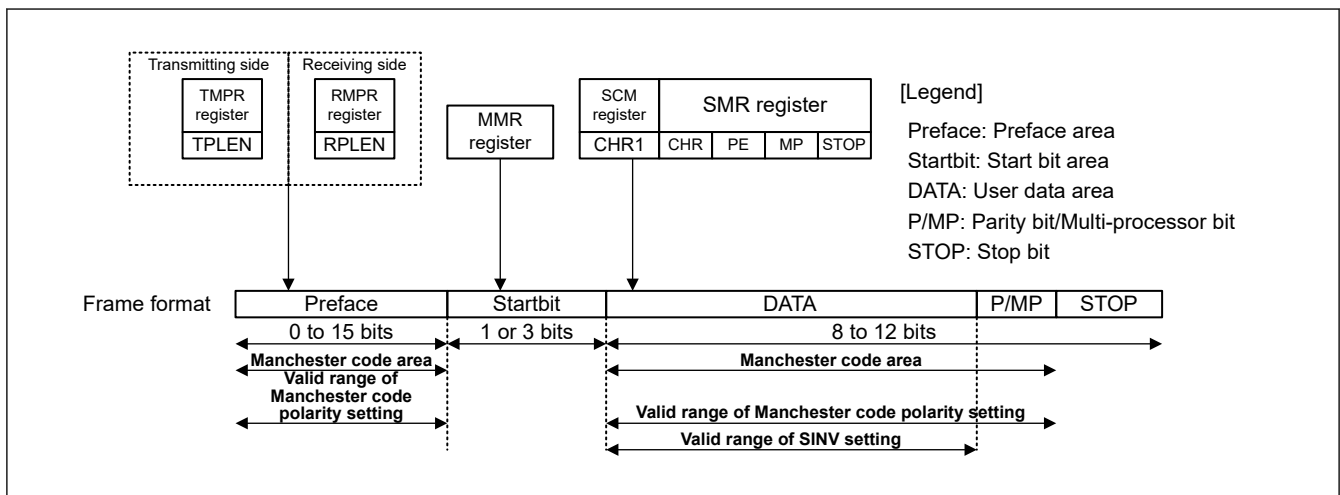 Transmitting side
Receiving side
TMPR
register
TPLEN
RMPR
register
RPLEN
MMR
register
SCM
register
CHR1
SMR register
CHR
PE
MP
STOP
[Legend]
Preface: Preface area
Startbit: Start bit area
DATA: User data area
P/MP: Parity bit/Multi-processor bit
STOP: Stop bit
Frame format
Preface
Startbit
DATA
P/MP
STOP
0 to 15 bits
1 or 3 bits
8 to 12 bits
Manchester code area
Manchester code area
Valid range of
Manchester code
polarity setting
Valid range of Manchester code polarity setting
Valid range of SINV setting